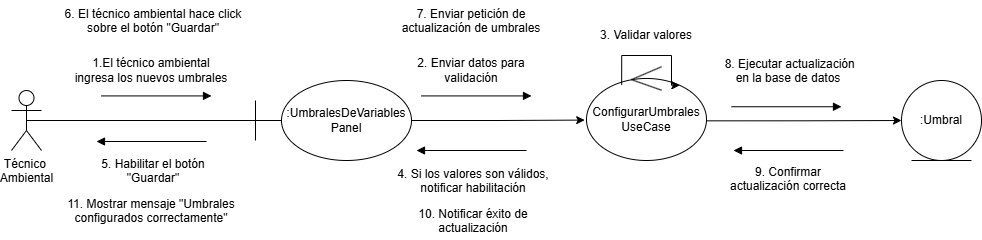 6. El técnico ambiental hace click
sobre el botón "Guardar"
1.El técnico ambiental
ingresa los nuevos umbrales
7. Enviar petición de
actualización de umbrales
2. Enviar datos para
validación
3. Validar valores
8. Ejecutar actualización
en la base de datos
:UmbralesDeVariables
Panel
ConfigurarUmbrales
UseCase
:Umbral
Técnico
Ambiental
5. Habilitar el botón
"Guardar"
11. Mostrar mensaje "Umbrales
configurados correctamente"
4. Si los valores son válidos,
notificar habilitación
10. Notificar éxito de
actualización
9. Confirmar
actualización correcta